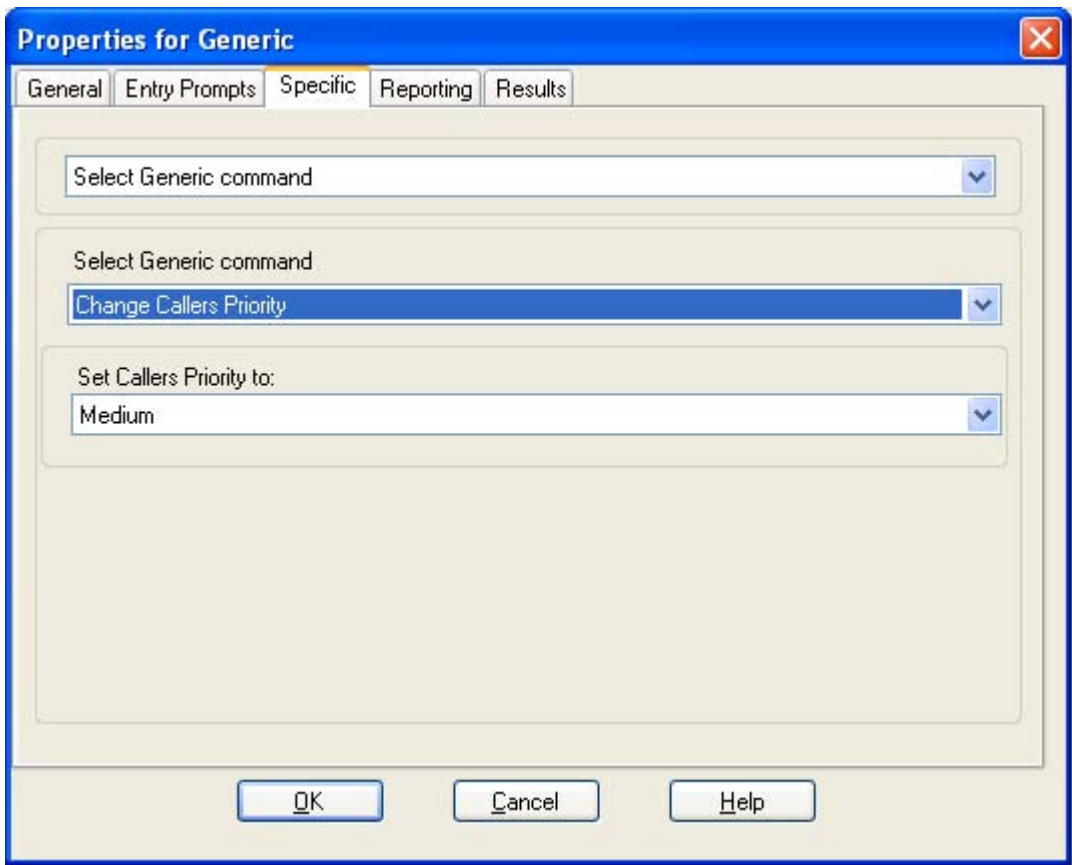 Properties for Generic
General Entry Prompts Specific Reporting Results
Select Generic command
Select Generic command
Change Callers Priority
Set Callers Priority to:
Medium
OK Cancel Help